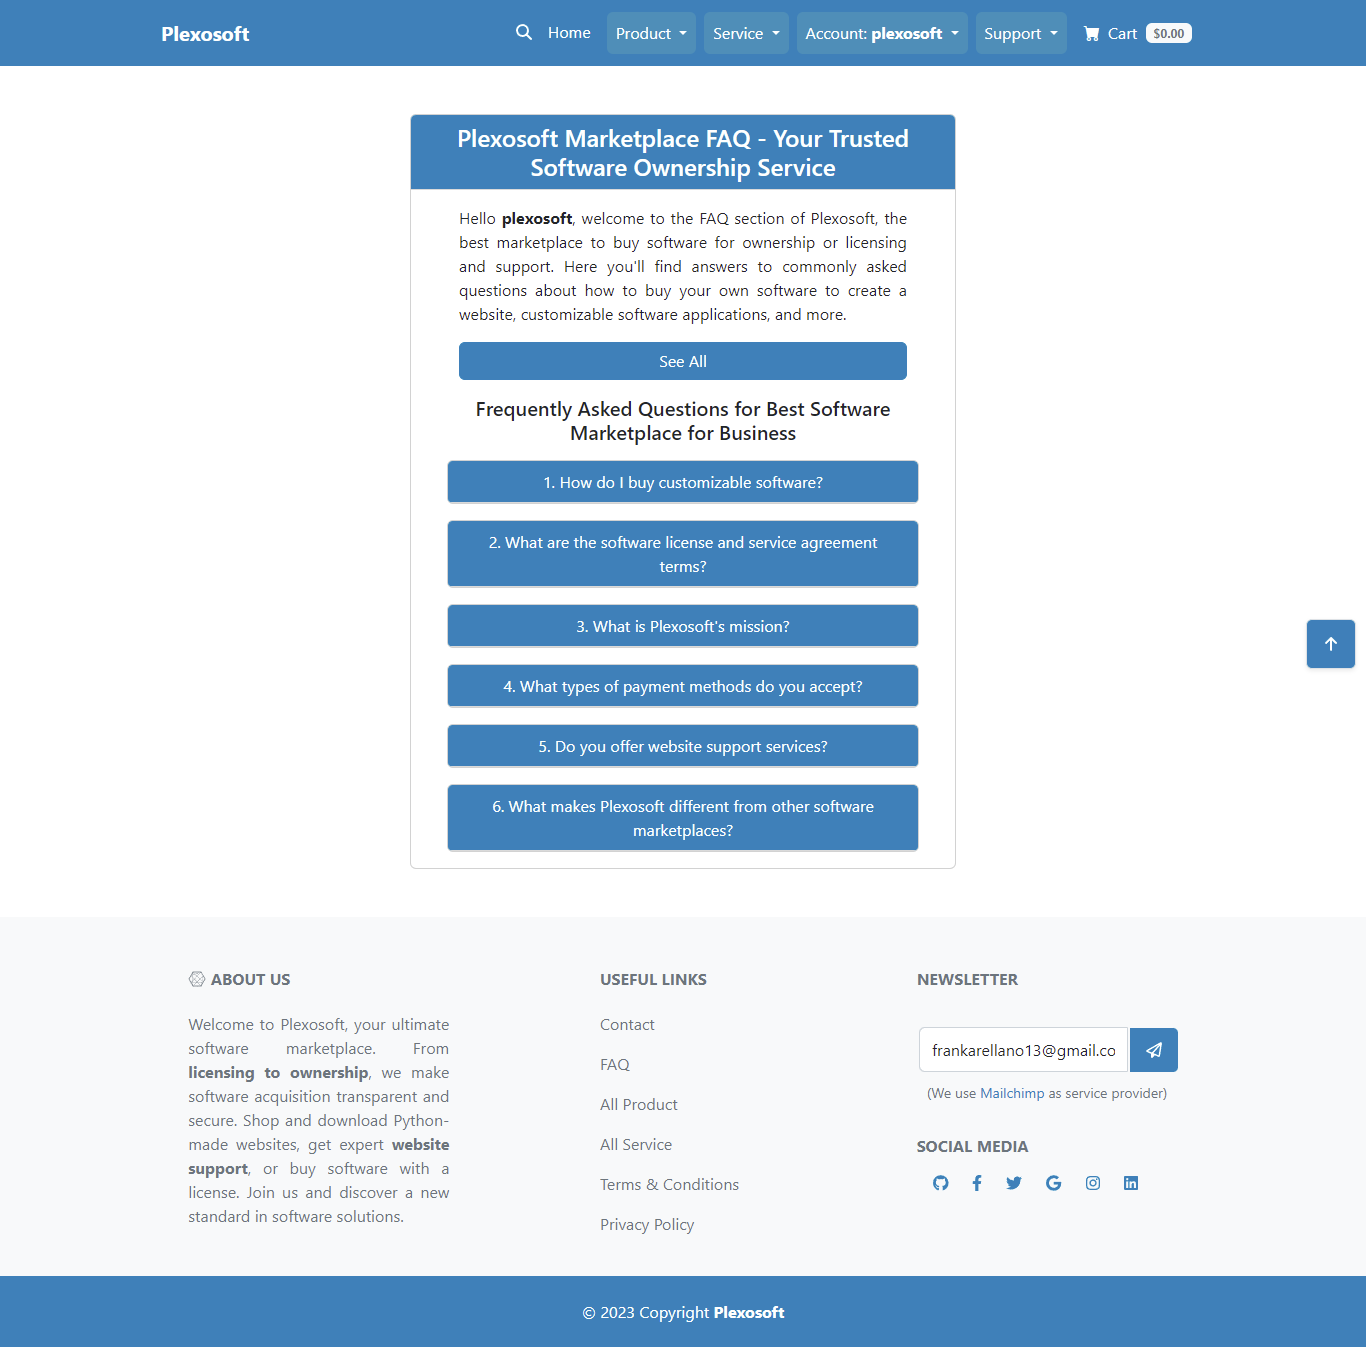 Plexosoft
Home
Product
Service
Account: plexosoft
Support
Cart $0.00
Plexosoft Marketplace FAQ - Your Trusted
Software Ownership Service
Hello plexosoft, welcome to the FAQ section of Plexosoft, the
best marketplace to buy software for ownership or licensing
and support. Here you'll find answers to commonly asked
questions about how to buy your own software to create a
website, customizable software applications, and more.
See All
Frequently Asked Questions for Best Software
Marketplace for Business
1. How do I buy customizable software?
2. What are the software license and service agreement
terms?
3. What is Plexosoft's mission?
4. What types of payment methods do you accept?
5. Do you offer website support services?
6. What makes Plexosoft different from other software
marketplaces?
ABOUT US
Welcome to Plexosoft, your ultimate
software marketplace. From
licensing to ownership, we make
software acquisition transparent and
secure. Shop and download Python-
made websites, get expert website
support, or buy software with a
license. Join us and discover a new
standard in software solutions.
USEFUL LINKS
Contact
FAQ
All Product
All Service
Terms & Conditions
Privacy Policy
NEWSLETTER
frankarellano13@gmail.co
(We use Mailchimp as service provider)
SOCIAL MEDIA
© 2023 Copyright Plexosoft